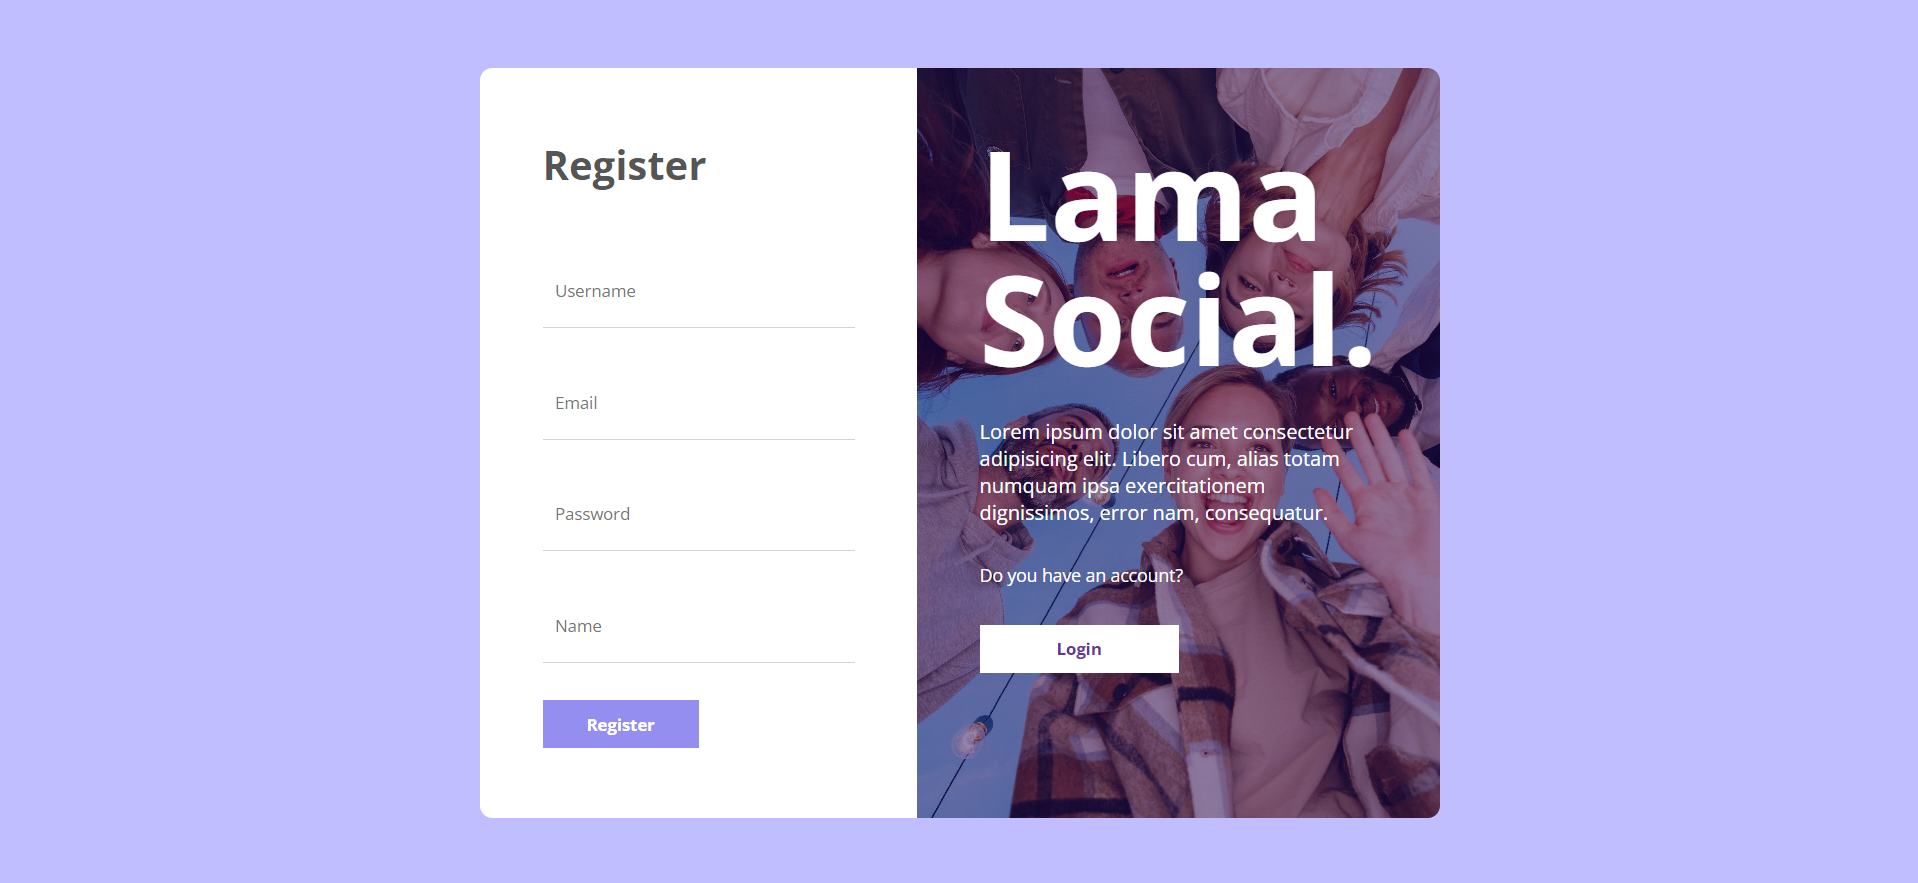 Register
Username
Email
Password
Name
Register
Lama
Social.
Lorem ipsum dolor sit amet consectetur
adipisicing elit. Libero cum, alias totam
numquam ipsa exercitationem
dignissimos, error nam, consequatur.
Do you have an account?
Login